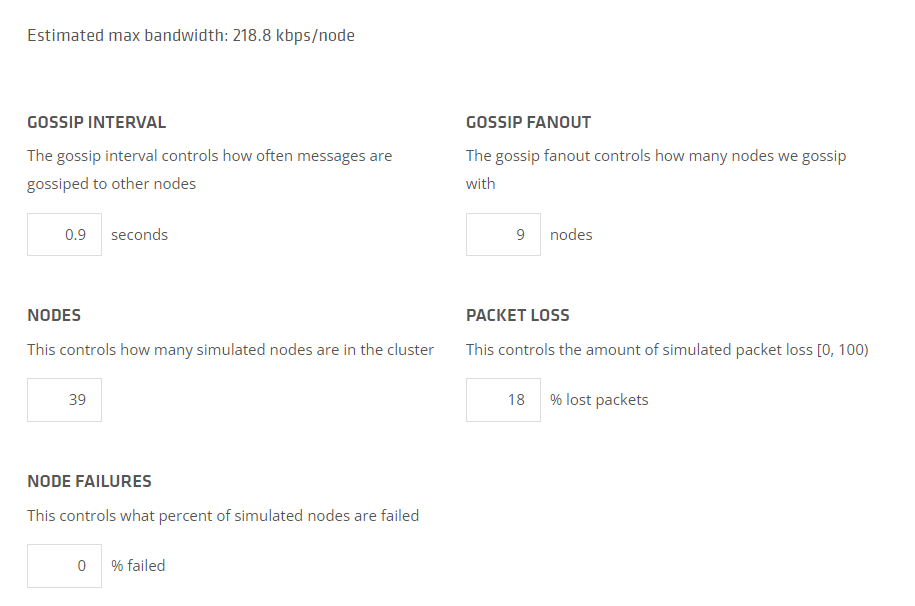 Estimated max bandwidth: 218.8 kbps/node
GOSSIP INTERVAL
The gossip interval controls how often messages are
gossiped to other nodes
0.9 seconds
GOSSIP FANOUT
The gossip fanout controls how many nodes we gossip
with
9 nodes
NODES
This controls how many simulated nodes are in the cluster
39
PACKET LOSS
This controls the amount of simulated packet loss [0, 100)
18 % lost packets
NODE FAILURES
This controls what percent of simulated nodes are failed
0 % failed